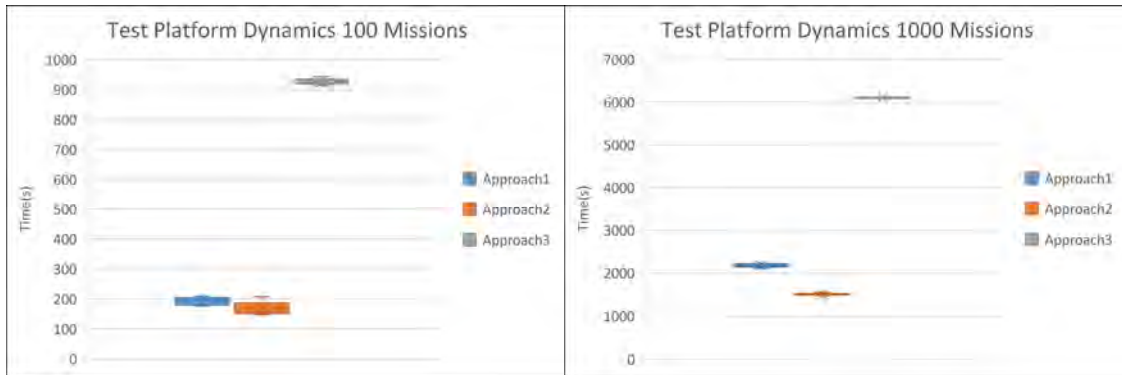 Test Platform Dynamics 100 Missions
1000
900
800
700
600
500
400
300
200
100
0
Time(s)
Approach1
Approach2
Approach3
Test Platform Dynamics 1000 Missions
7000
6000
5000
4000
3000
2000
1000
0
Time(s)
Approach1
Approach2
Approach3